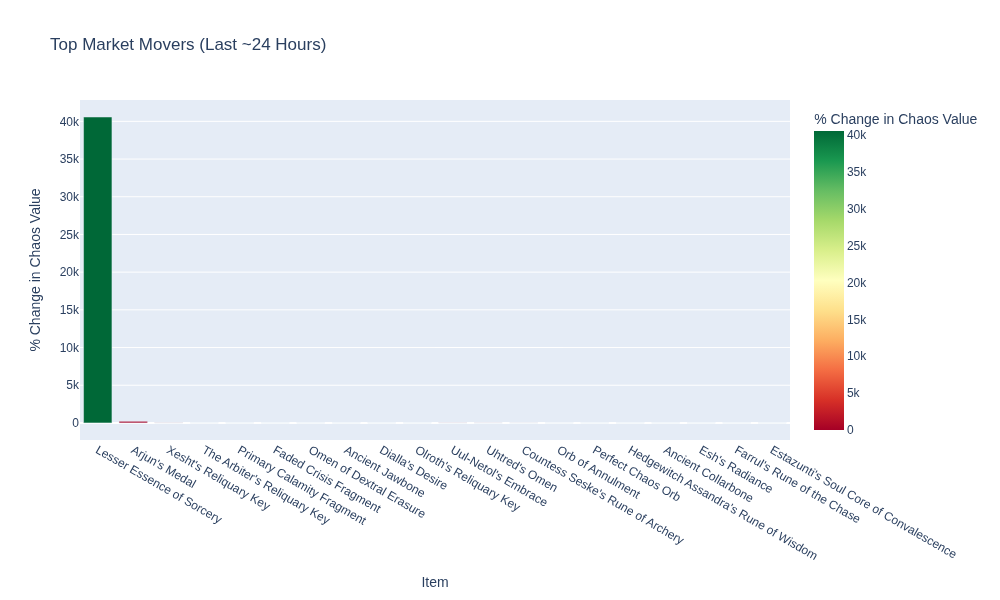 Top Market Movers (Last ~24 Hours)
% Change in Chaos Value
40k
35k
30k
25k
20k
15k
10k
5k
0
% Change in Chaos Value
40k
35k
30k
25k
20k
15k
10k
5k
0
Lesser Essence of Sorcery
Arjun's Medal
Xesht's Reliquary Key
The Arbiter's Reliquary Key
Primary Calamity Fragment
Faded Crisis Fragment
Omen of Dextral Erasure
Ancient Jawbone
Dialla's Desire
Olroth's Reliquary Key
Uul-Netol's Embrace
Uhtred's Omen
Countess Seske's Rune of Archery
Orb of Annulment
Perfect Chaos Orb
Hedgewitch Assandra's Rune of Wisdom
Ancient Collarbone
Esh's Radiance
Farrul's Rune of the Chase
Estazunti's Soul Core of Convalescence
Item